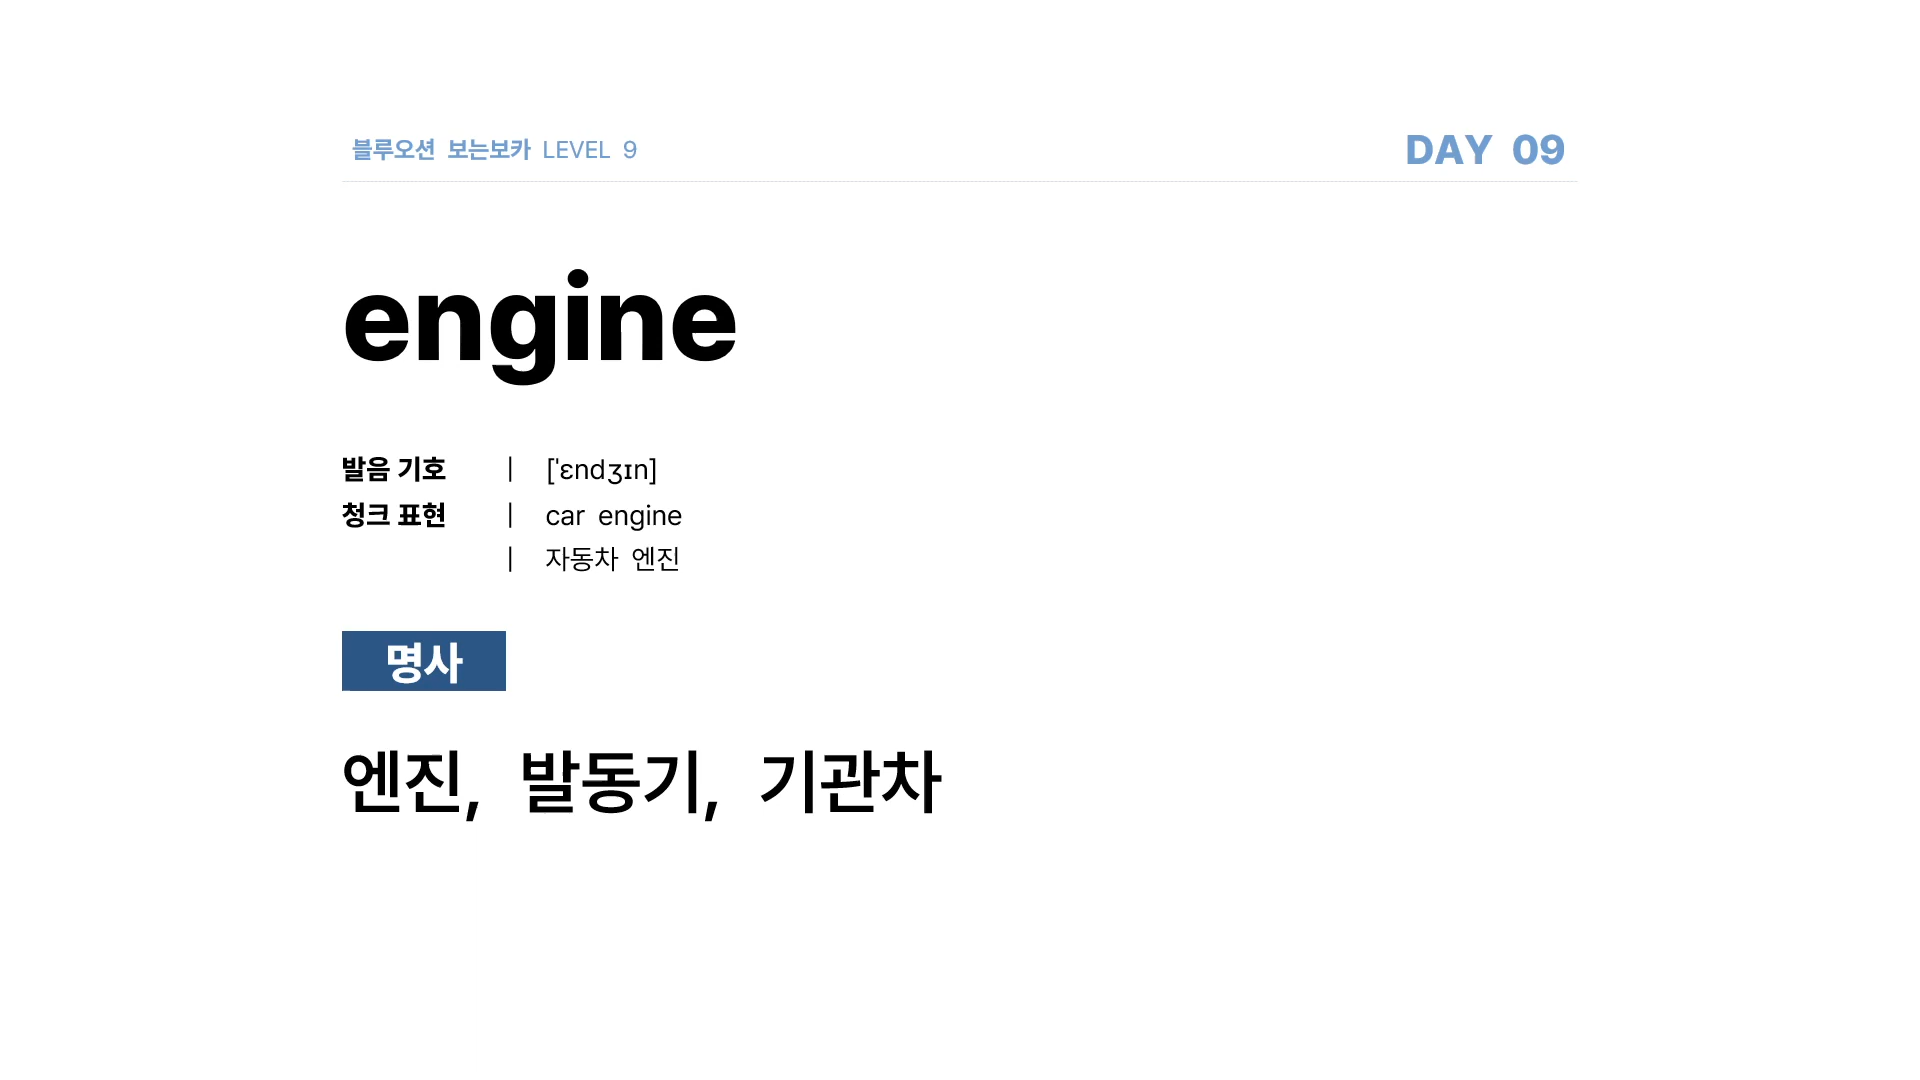 블루오션 보는보카 LEVEL 9
DAY 09
engine
발음 기호 | [ˈɛndʒɪn]
청크 표현 | car engine
| 자동차 엔진
명사
엔진, 발동기, 기관차